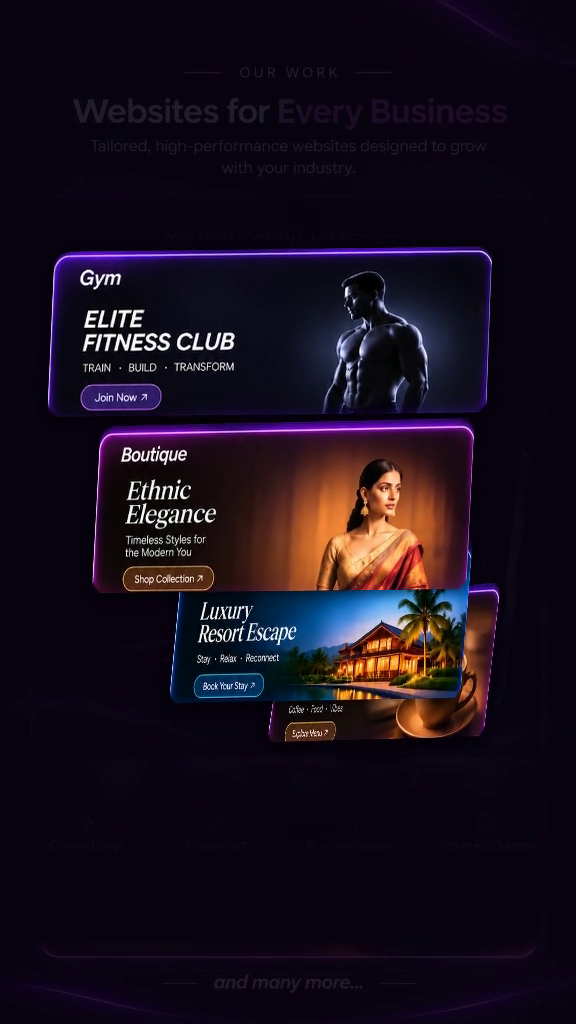 OUR WORK
Websites for Every Business
Tailored, high-performance websites designed to grow
with your industry.
Gym
ELITE
FITNESS CLUB
TRAIN · BUILD · TRANSFORM
Join Now ↗
Boutique
Ethnic
Elegance
Timeless Styles for
the Modern You
Shop Collection ↗
Luxury
Resort Escape
Stay · Relax · Reconnect
Book Your Stay ↗
Coffee · Food · Vibes
Explore Menu ↗
and many more...